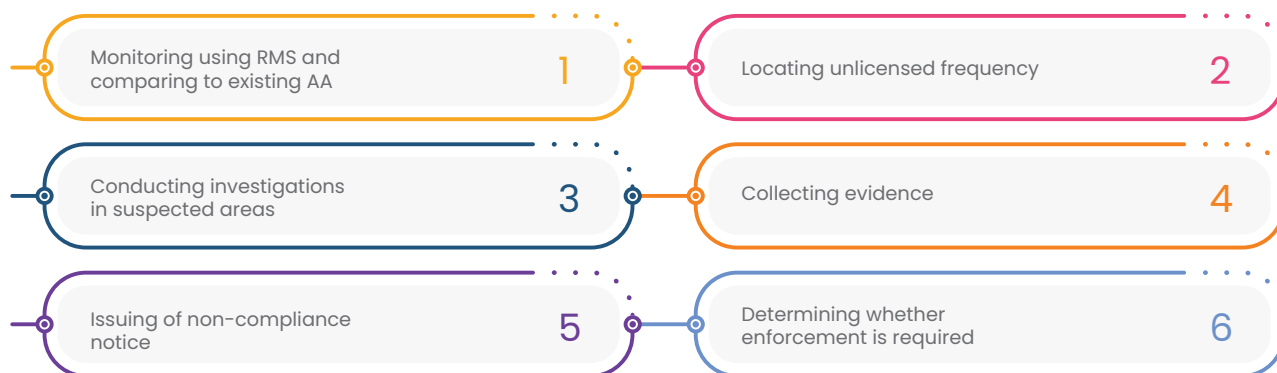 Monitoring using RMS and
comparing to existing AA
1
Locating unlicensed frequency
2
Conducting investigations
in suspected areas
3
Collecting evidence
4
Issuing of non-compliance
notice
5
Determining whether
enforcement is required
6